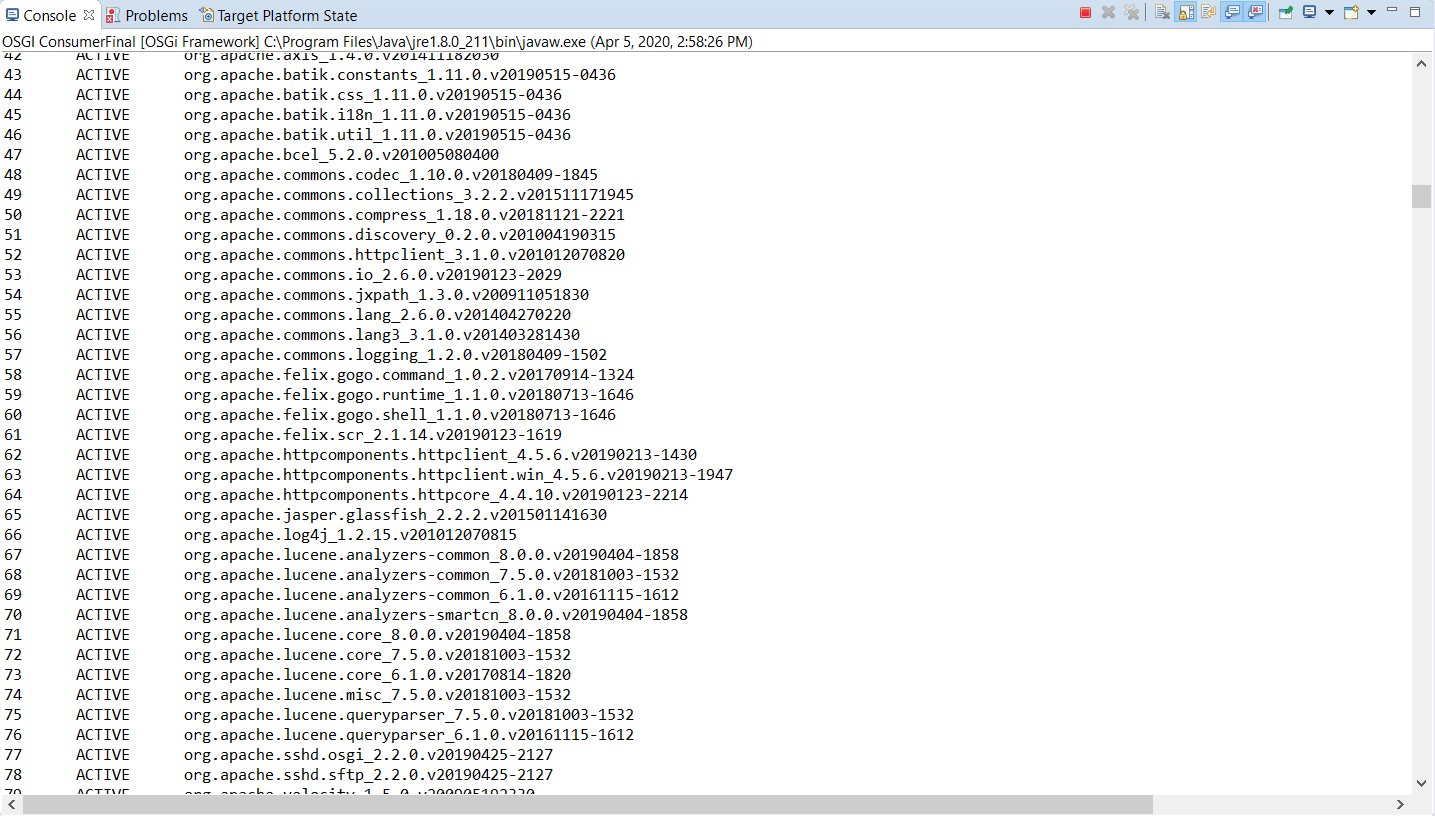 Console Problems Target Platform State
OSGI ConsumerFinal [OSGi Framework] C:\Program Files\Java\jre1.8.0_211\bin\javaw.exe (Apr 5, 2020, 2:58:26 PM)
42 ACTIVE org.apache.axis_1.4.0.v201411182030
43 ACTIVE org.apache.batik.constants_1.11.0.v20190515-0436
44 ACTIVE org.apache.batik.css_1.11.0.v20190515-0436
45 ACTIVE org.apache.batik.i18n_1.11.0.v20190515-0436
46 ACTIVE org.apache.batik.util_1.11.0.v20190515-0436
47 ACTIVE org.apache.bcel_5.2.0.v201005080400
48 ACTIVE org.apache.commons.codec_1.10.0.v20180409-1845
49 ACTIVE org.apache.commons.collections_3.2.2.v201511171945
50 ACTIVE org.apache.commons.compress_1.18.0.v20181121-2221
51 ACTIVE org.apache.commons.discovery_0.2.0.v201004190315
52 ACTIVE org.apache.commons.httpclient_3.1.0.v201012070820
53 ACTIVE org.apache.commons.io_2.6.0.v20190123-2029
54 ACTIVE org.apache.commons.jxpath_1.3.0.v200911051830
55 ACTIVE org.apache.commons.lang_2.6.0.v201404270220
56 ACTIVE org.apache.commons.lang3_3.1.0.v201403281430
57 ACTIVE org.apache.commons.logging_1.2.0.v20180409-1502
58 ACTIVE org.apache.felix.gogo.command_1.0.2.v20170914-1324
59 ACTIVE org.apache.felix.gogo.runtime_1.1.0.v20180713-1646
60 ACTIVE org.apache.felix.gogo.shell_1.1.0.v20180713-1646
61 ACTIVE org.apache.felix.scr_2.1.14.v20190123-1619
62 ACTIVE org.apache.httpcomponents.httpclient_4.5.6.v20190213-1430
63 ACTIVE org.apache.httpcomponents.httpclient.win_4.5.6.v20190213-1947
64 ACTIVE org.apache.httpcomponents.httpcore_4.4.10.v20190123-2214
65 ACTIVE org.apache.jasper.glassfish_2.2.2.v201501141630
66 ACTIVE org.apache.log4j_1.2.15.v201012070815
67 ACTIVE org.apache.lucene.analyzers-common_8.0.0.v20190404-1858
68 ACTIVE org.apache.lucene.analyzers-common_7.5.0.v20181003-1532
69 ACTIVE org.apache.lucene.analyzers-common_6.1.0.v20161115-1612
70 ACTIVE org.apache.lucene.analyzers-smartcn_8.0.0.v20190404-1858
71 ACTIVE org.apache.lucene.core_8.0.0.v20190404-1858
72 ACTIVE org.apache.lucene.core_7.5.0.v20181003-1532
73 ACTIVE org.apache.lucene.core_6.1.0.v20170814-1820
74 ACTIVE org.apache.lucene.misc_7.5.0.v20181003-1532
75 ACTIVE org.apache.lucene.queryparser_7.5.0.v20181003-1532
76 ACTIVE org.apache.lucene.queryparser_6.1.0.v20161115-1612
77 ACTIVE org.apache.sshd.osgi_2.2.0.v20190425-2127
78 ACTIVE org.apache.sshd.sftp_2.2.0.v20190425-2127
79 ACTIVE